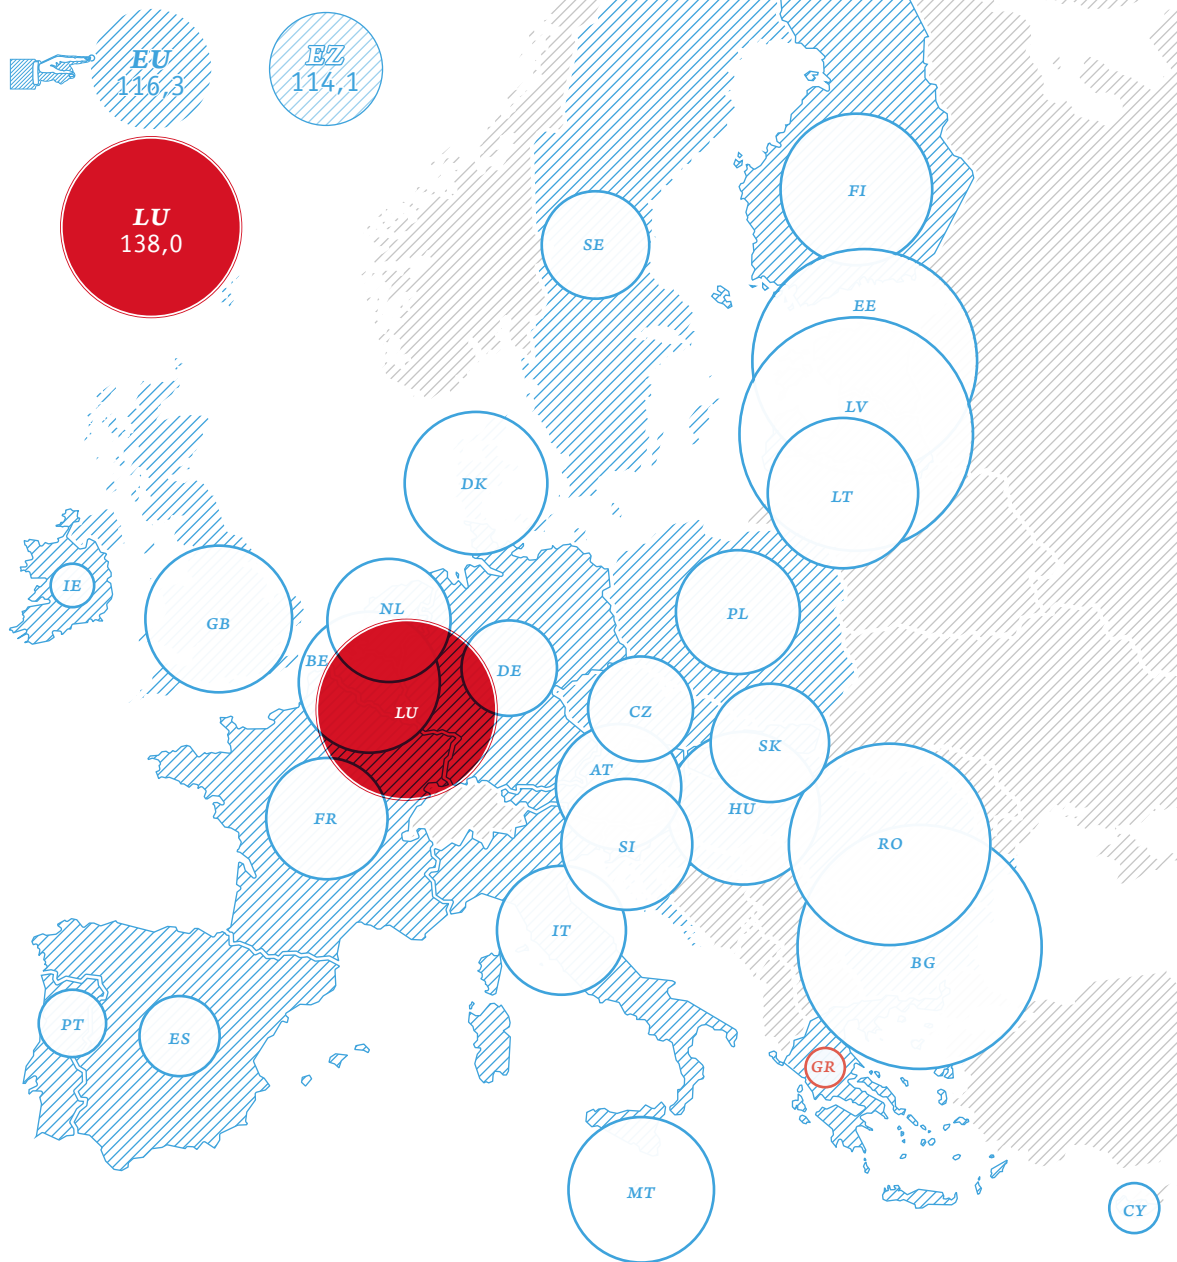 EU
116,3
EZ
114,1
LU
138,0
FI
SE
EE
LV
DK
LT
IE
GB
NL
PL
BE
DE
LU
CZ
SK
AT
HU
FR
SI
RO
IT
BG
PT
ES
GR
MT
CY